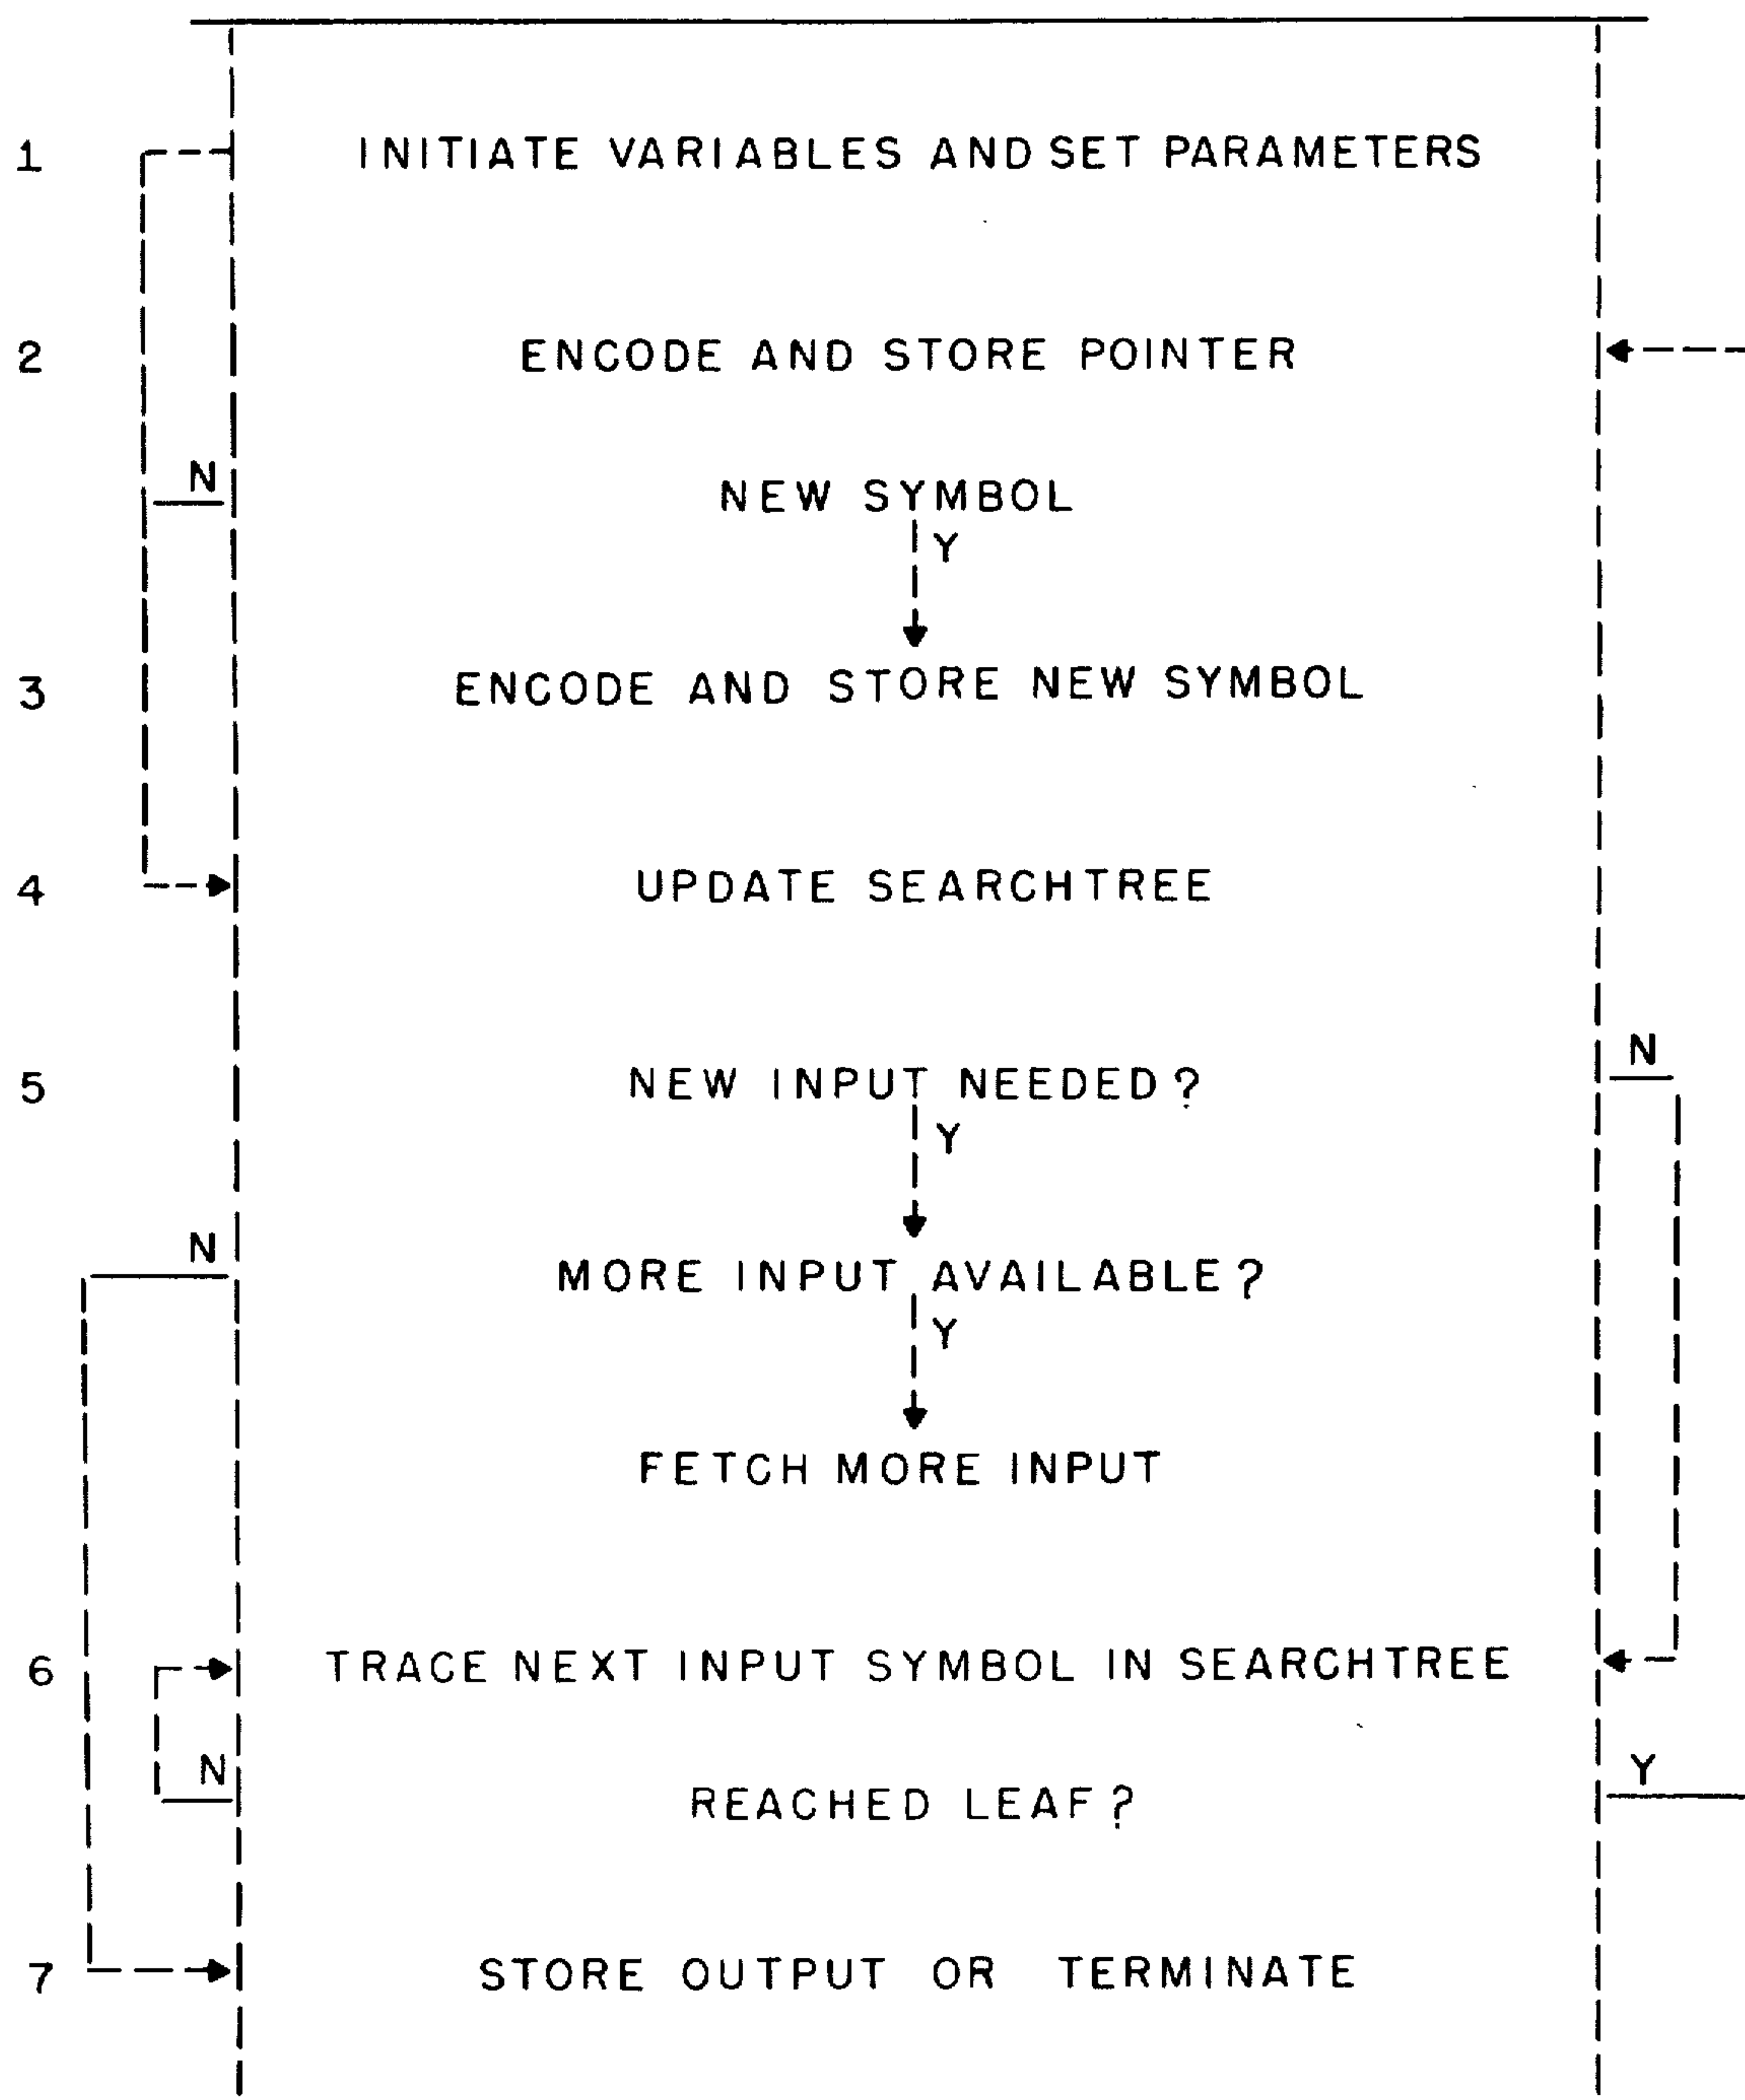 1 INITIATE VARIABLES AND SET PARAMETERS
2 ENCODE AND STORE POINTER
N NEW SYMBOL
Y
3 ENCODE AND STORE NEW SYMBOL
4 UPDATE SEARCHTREE
5 NEW INPUT NEEDED? N
Y
N MORE INPUT AVAILABLE?
Y
FETCH MORE INPUT
6 TRACE NEXT INPUT SYMBOL IN SEARCHTREE
N REACHED LEAF? Y
7 STORE OUTPUT OR TERMINATE